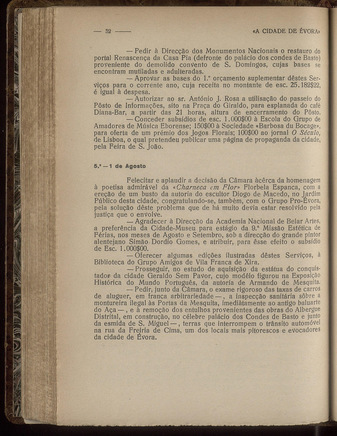 — 32 — «A CIDADE DE ÉVORA»
— Pedir à Direcção dos Monumentos Nacionais o restauro do
portal Renascença da Casa Pia (defronte do palácio dos condes de Basto)
proveniente do demolido convento de S. Domingos, cujas bases se
encontram mutiladas e adulteradas.
— Aprovar as bases do 1.º orçamento suplementar dêstes Ser-
viços para o corrente ano, cuja receita no montante de esc. 25.182$22,
é igual à despesa.
— Autorizar ao sr. António J. Rosa a utilização do passeio do
Pôsto de Informações, sito na Praça do Giraldo, para esplanada do café
Diana-Bar, a partir das 21 horas, altura de encerramento do Pôsto.
— Conceder subsídios de esc. 1.000$00 à Escola do Grupo de
Amadores de Música Eborense; 150$00 à Sociedade «Barbosa du Bocage»,
para oferta de um prémio dos Jogos Florais; 100$00 ao jornal O Século,
de Lisboa, o qual pretendeu publicar uma página de propaganda da cidade,
pela Feira de S. João.
5.ª — 1 de Agosto
Felicitar e aplaudir a decisão da Câmara àcêrca da homenagem
à poetisa admirável da «Charneca em Flor» Florbela Espanca, com a
erecção de um busto da autoria do escultor Diogo de Macedo, no Jardim
Público desta cidade, congratulando-se, também, com o Grupo Pro-Évora,
pela solução dêste problema que de há muito devia estar resolvido pela
justiça que o envolve.
— Agradecer à Direcção da Academia Nacional de Belas Artes,
a preferência da Cidade-Museu para estágio da 9.ª Missão Estética de
Férias, nos meses de Agosto e Setembro, sob a direcção do grande pintor
alentejano Simão Dordio Gomes, e atribuir, para êsse efeito o subsídio
de Esc. 1.000$00.
— Oferecer algumas edições ilustradas dêstes Serviços, à
Biblioteca do Grupo Amigos de Vila Franca de Xira.
— Prosseguir, no estudo de aquisição da estátua do conquis-
tador da cidade Geraldo Sem Pavor, cujo modêlo figurou na Exposição
Histórica do Mundo Português, da autoria de Armando de Mesquita.
— Pedir, junto da Câmara, o exame rigoroso das taxas de carros
de aluguer, em franca arbitrariedade —, a inspecção sanitária sôbre a
montureira ilegal às Portas da Mesquita, imediatamente ao antigo baluarte
do Aça —, e à remoção dos entulhos provenientes das obras do Albergue
Distrital, em construção, no célebre palácio dos Condes de Basto e junto
da esmida de S. Miguel —, terras que interrompem o trânsito automóvel
na rua da Freiria de Cima, um dos locais mais pitorescos e evocadores
da cidade de Évora.